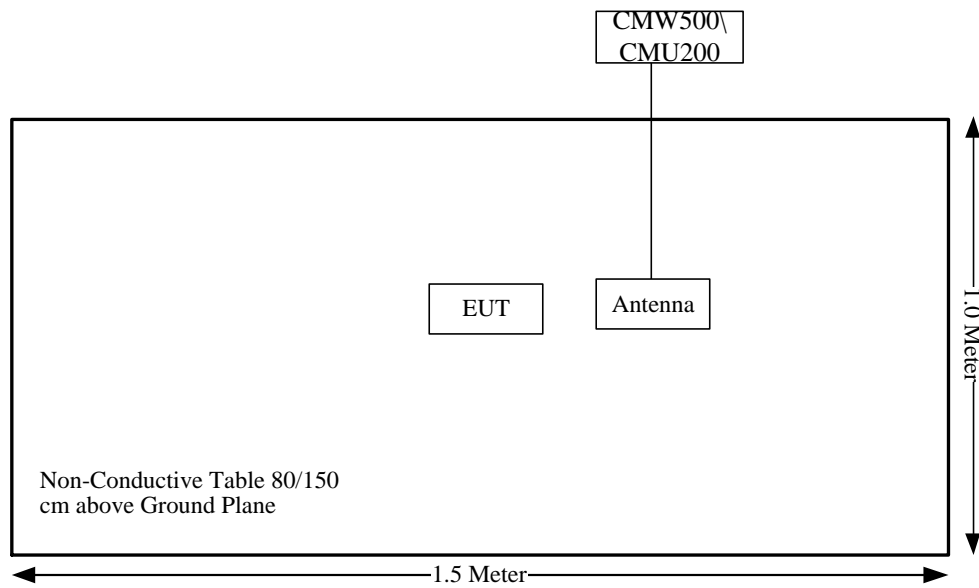 CMW500\
CMU200
EUT
Antenna
1.0 Meter
Non-Conductive Table 80/150
cm above Ground Plane
1.5 Meter